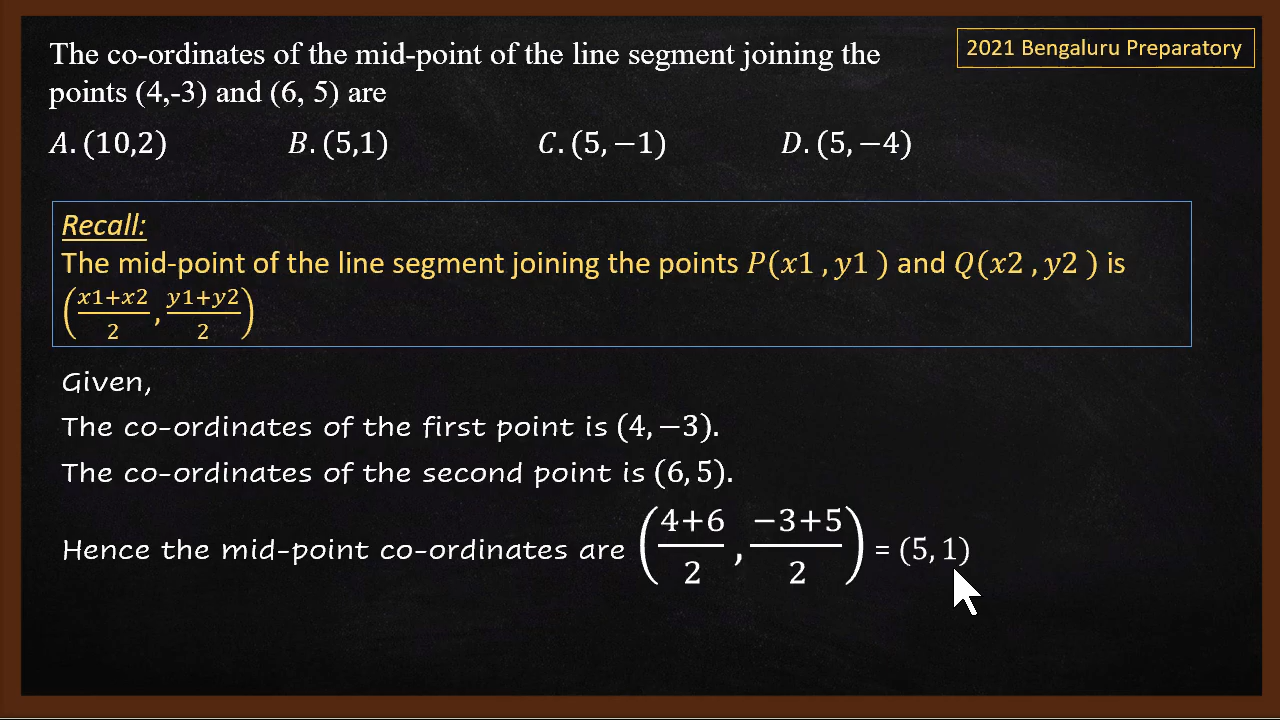 The co-ordinates of the mid-point of the line segment joining the
points (4,-3) and (6, 5) are
2021 Bengaluru Preparatory
A. (10,2) B. (5,1) C. (5, −1) D. (5, −4)
Recall:
The mid-point of the line segment joining the points P(x1 , y1 ) and Q(x2 , y2 ) is
(x1+x2/2 , y1+y2/2)
Given,
The co-ordinates of the first point is (4, −3).
The co-ordinates of the second point is (6, 5).
Hence the mid-point co-ordinates are (4+6/2 , −3+5/2) = (5, 1)